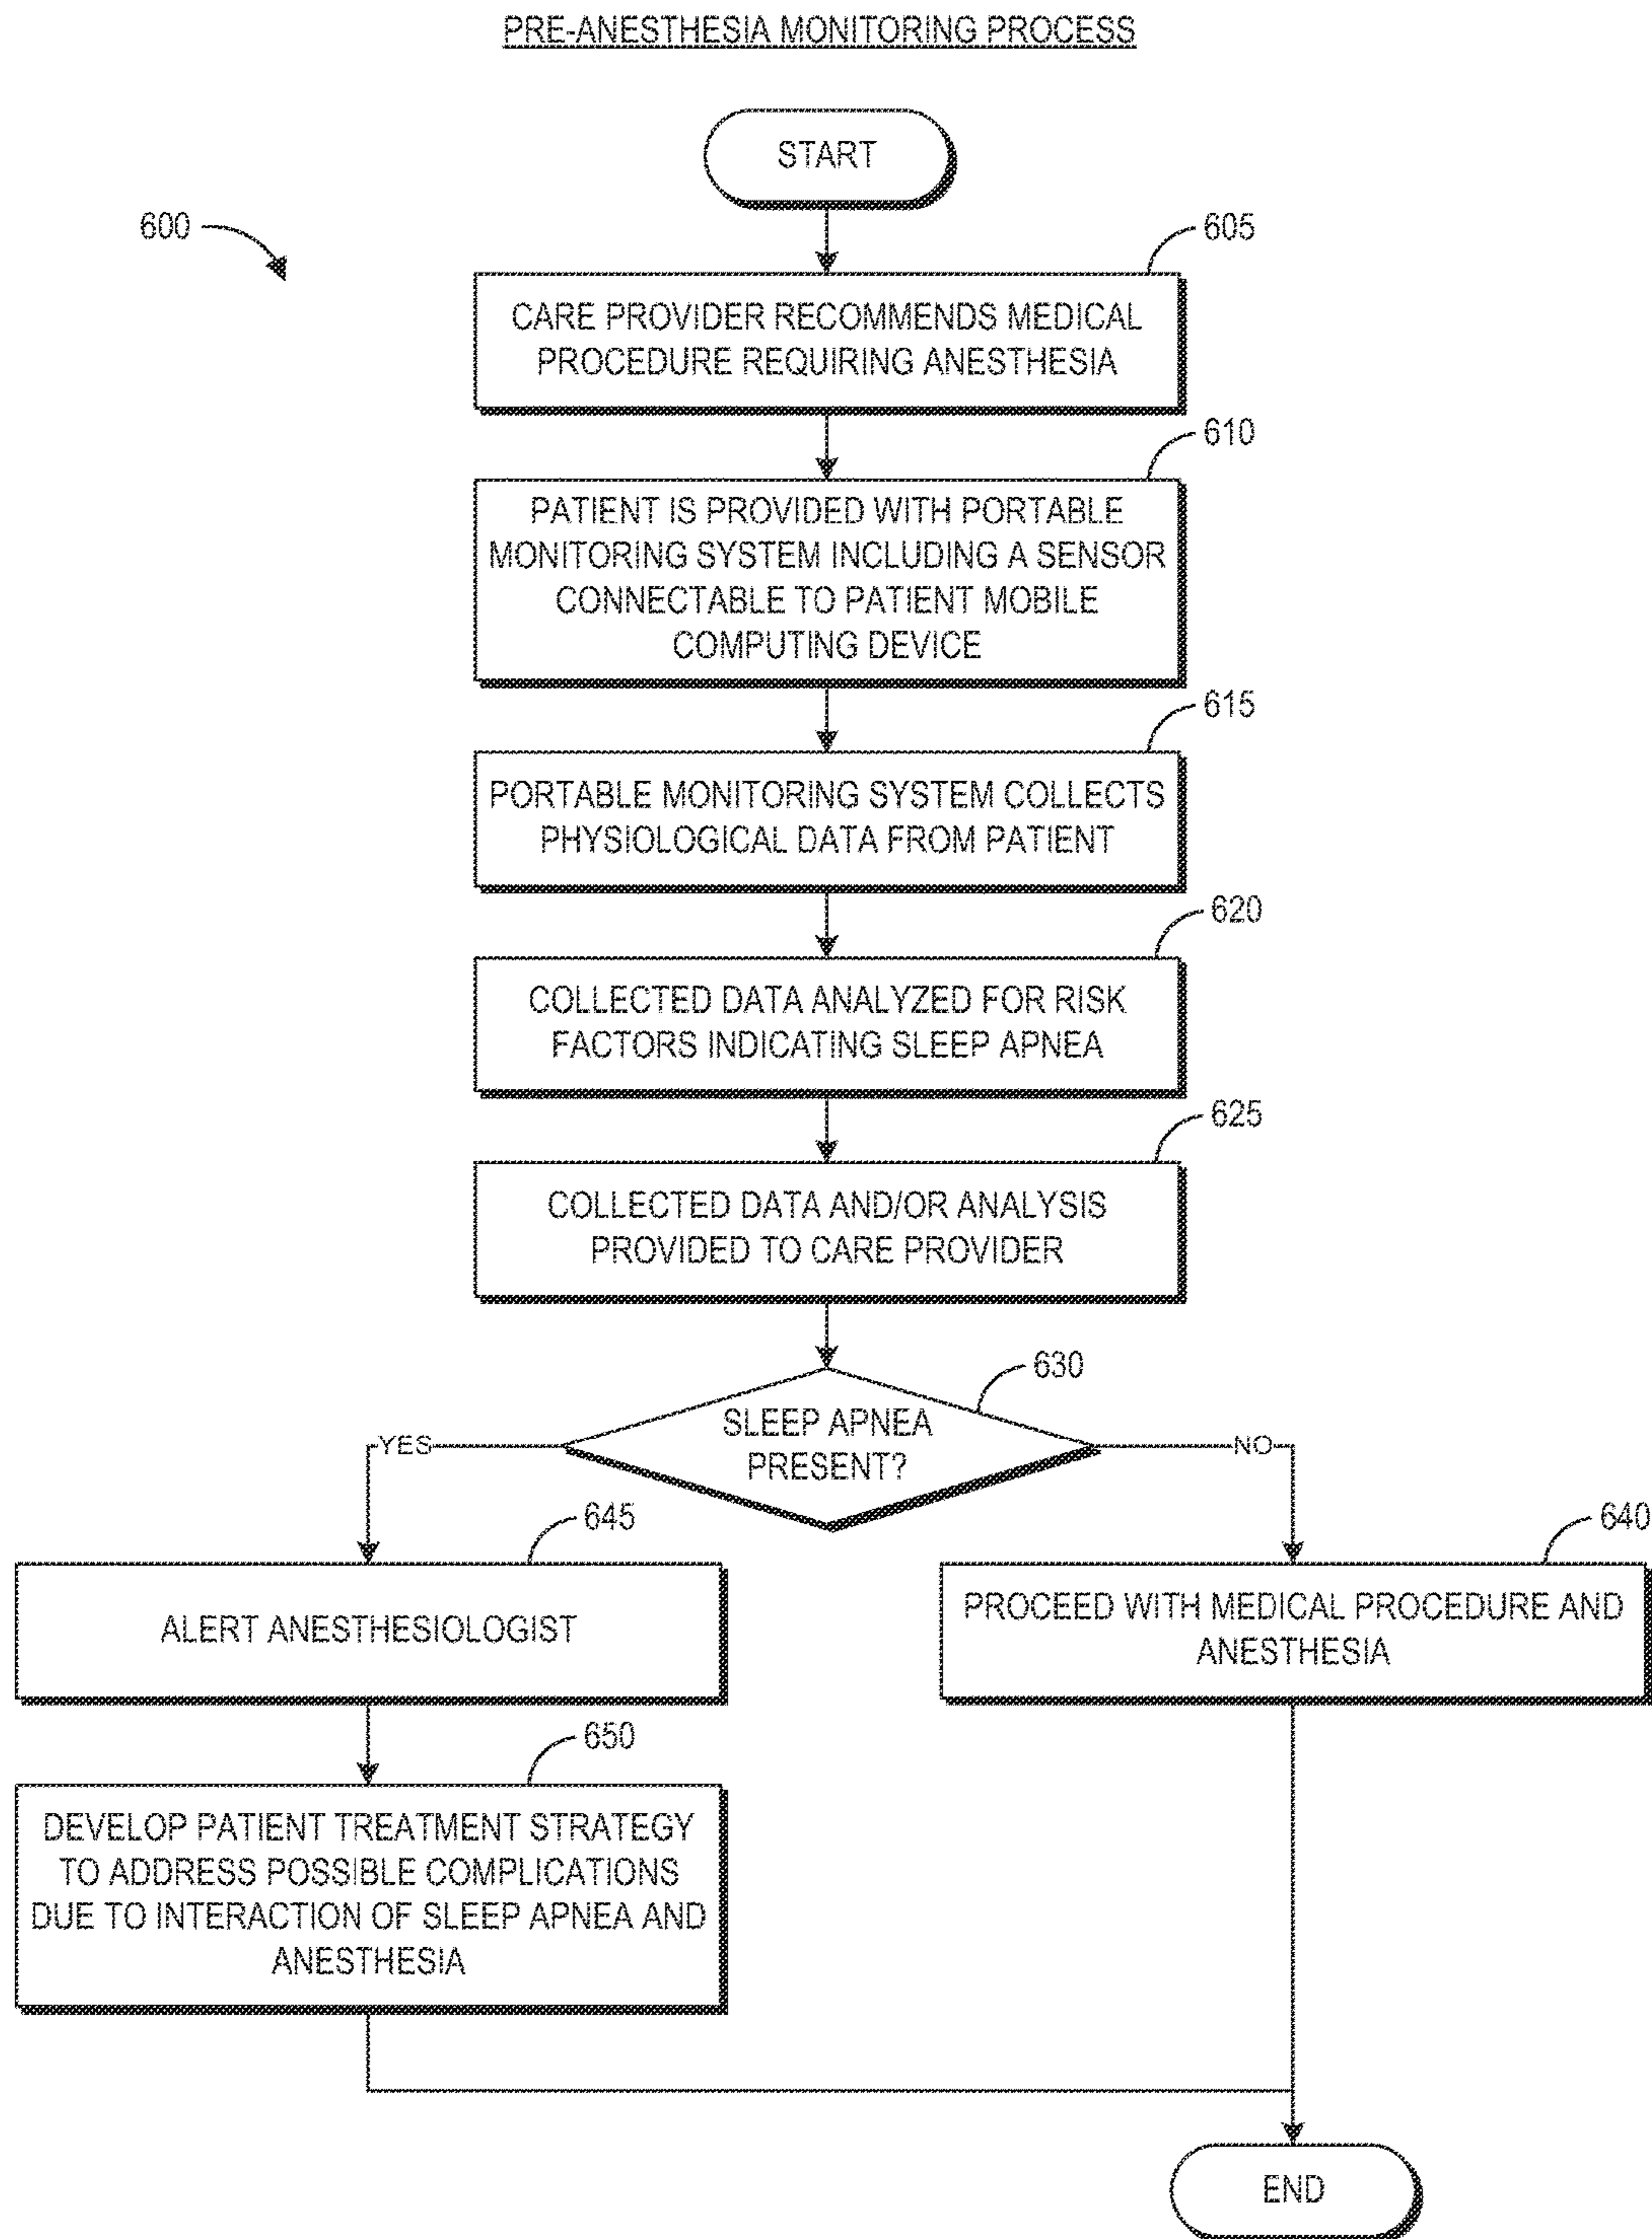 PRE-ANESTHESIA MONITORING PROCESS
START
600
605
CARE PROVIDER RECOMMENDS MEDICAL
PROCEDURE REQUIRING ANESTHESIA
610
PATIENT IS PROVIDED WITH PORTABLE
MONITORING SYSTEM INCLUDING A SENSOR
CONNECTABLE TO PATIENT MOBILE
COMPUTING DEVICE
615
PORTABLE MONITORING SYSTEM COLLECTS
PHYSIOLOGICAL DATA FROM PATIENT
620
COLLECTED DATA ANALYZED FOR RISK
FACTORS INDICATING SLEEP APNEA
625
COLLECTED DATA AND/OR ANALYSIS
PROVIDED TO CARE PROVIDER
630
SLEEP APNEA
PRESENT?
YES
NO
645
ALERT ANESTHESIOLOGIST
640
PROCEED WITH MEDICAL PROCEDURE AND
ANESTHESIA
650
DEVELOP PATIENT TREATMENT STRATEGY
TO ADDRESS POSSIBLE COMPLICATIONS
DUE TO INTERACTION OF SLEEP APNEA AND
ANESTHESIA
END